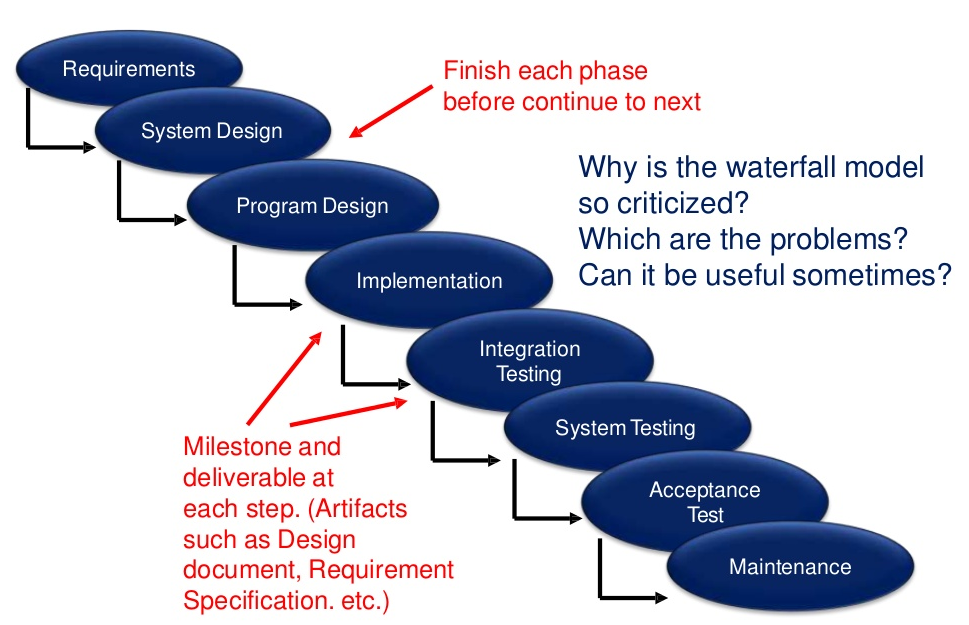 Requirements
Finish each phase
before continue to next
System Design
Why is the waterfall model
so criticized?
Which are the problems?
Can it be useful sometimes?
Program Design
Implementation
Integration
Testing
System Testing
Milestone and
deliverable at
each step. (Artifacts
such as Design
document, Requirement
Specification. etc.)
Acceptance
Test
Maintenance